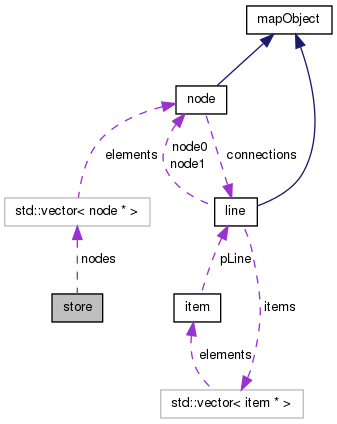 mapObject
node
node0
node1
elements
connections
std::vector< node * >
line
nodes
pLine
store
item
items
elements
std::vector< item * >